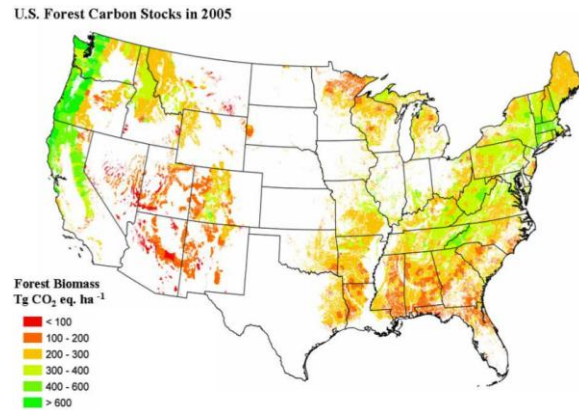 U.S. Forest Carbon Stocks in 2005
Forest Biomass
Tg CO₂ eq. ha ⁻¹
< 100
100 - 200
200 - 300
300 - 400
400 - 600
> 600